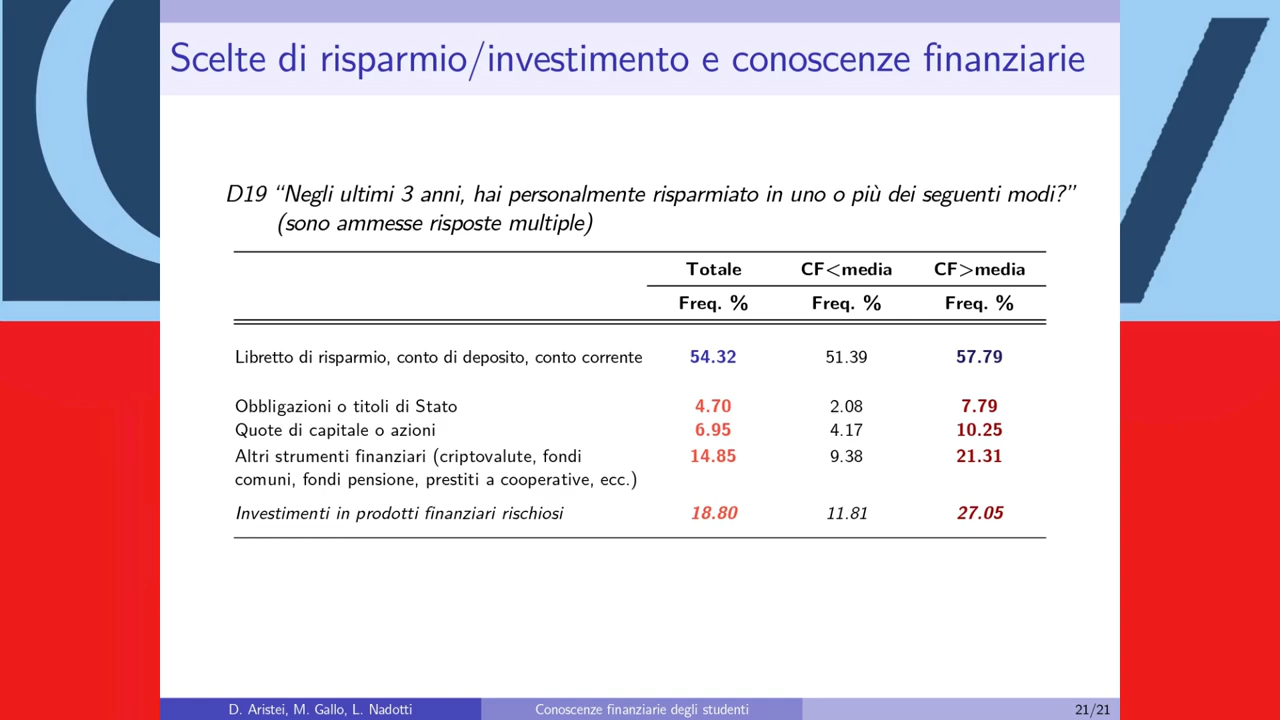 Scelte di risparmio/investimento e conoscenze finanziarie
D19 “Negli ultimi 3 anni, hai personalmente risparmiato in uno o più dei seguenti modi?”
(sono ammesse risposte multiple)
Totale CF<media CF>media
Freq. % Freq. % Freq. %
Libretto di risparmio, conto di deposito, conto corrente 54.32 51.39 57.79
Obbligazioni o titoli di Stato 4.70 2.08 7.79
Quote di capitale o azioni 6.95 4.17 10.25
Altri strumenti finanziari (criptovalute, fondi 14.85 9.38 21.31
comuni, fondi pensione, prestiti a cooperative, ecc.)
Investimenti in prodotti finanziari rischiosi 18.80 11.81 27.05
D. Aristei, M. Gallo, L. Nadotti Conoscenze finanziarie degli studenti 21/21